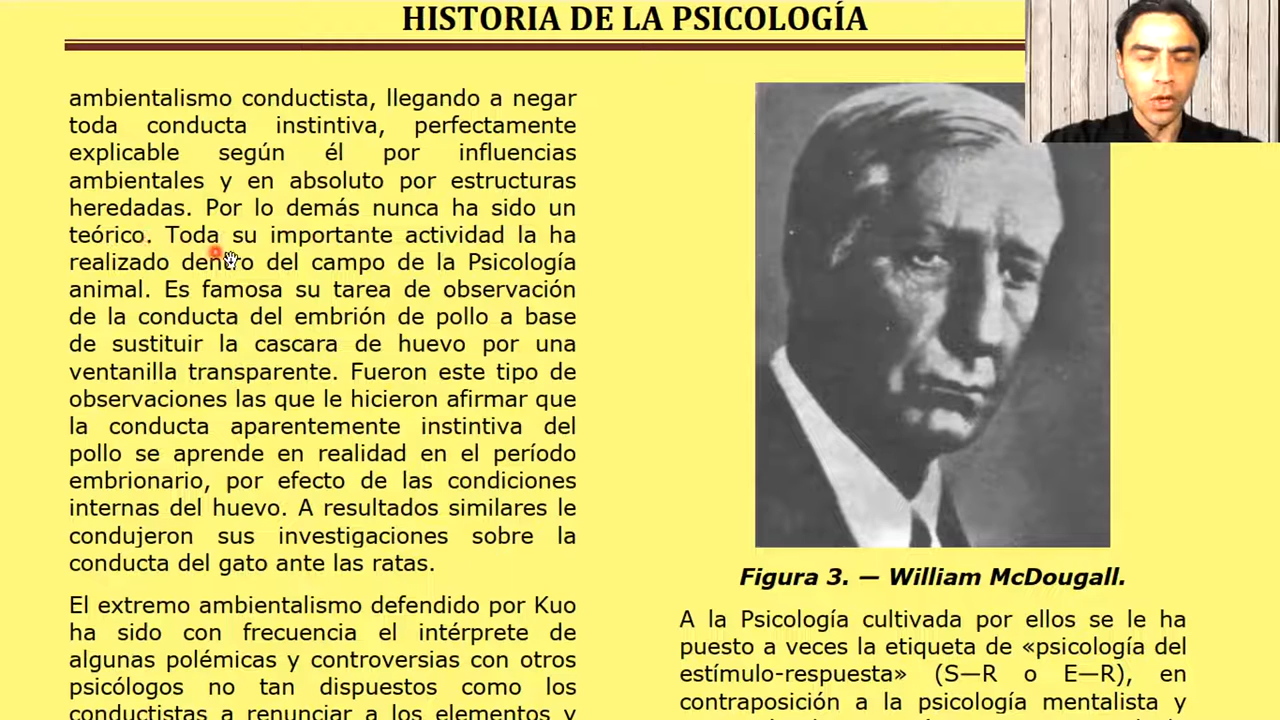 HISTORIA DE LA PSICOLOGÍA
ambientalismo conductista, llegando a negar
toda conducta instintiva, perfectamente
explicable según él por influencias
ambientales y en absoluto por estructuras
heredadas. Por lo demás nunca ha sido un
teórico. Toda su importante actividad la ha
realizado dentro del campo de la Psicología
animal. Es famosa su tarea de observación
de la conducta del embrión de pollo a base
de sustituir la cascara de huevo por una
ventanilla transparente. Fueron este tipo de
observaciones las que le hicieron afirmar que
la conducta aparentemente instintiva del
pollo se aprende en realidad en el período
embrionario, por efecto de las condiciones
internas del huevo. A resultados similares le
condujeron sus investigaciones sobre la
conducta del gato ante las ratas.
El extremo ambientalismo defendido por Kuo
ha sido con frecuencia el intérprete de
algunas polémicas y controversias con otros
psicólogos no tan dispuestos como los
conductistas a renunciar a los elementos y
Figura 3. — William McDougall.
A la Psicología cultivada por ellos se le ha
puesto a veces la etiqueta de «psicología del
estímulo-respuesta» (S—R o E—R), en
contraposición a la psicología mentalista y